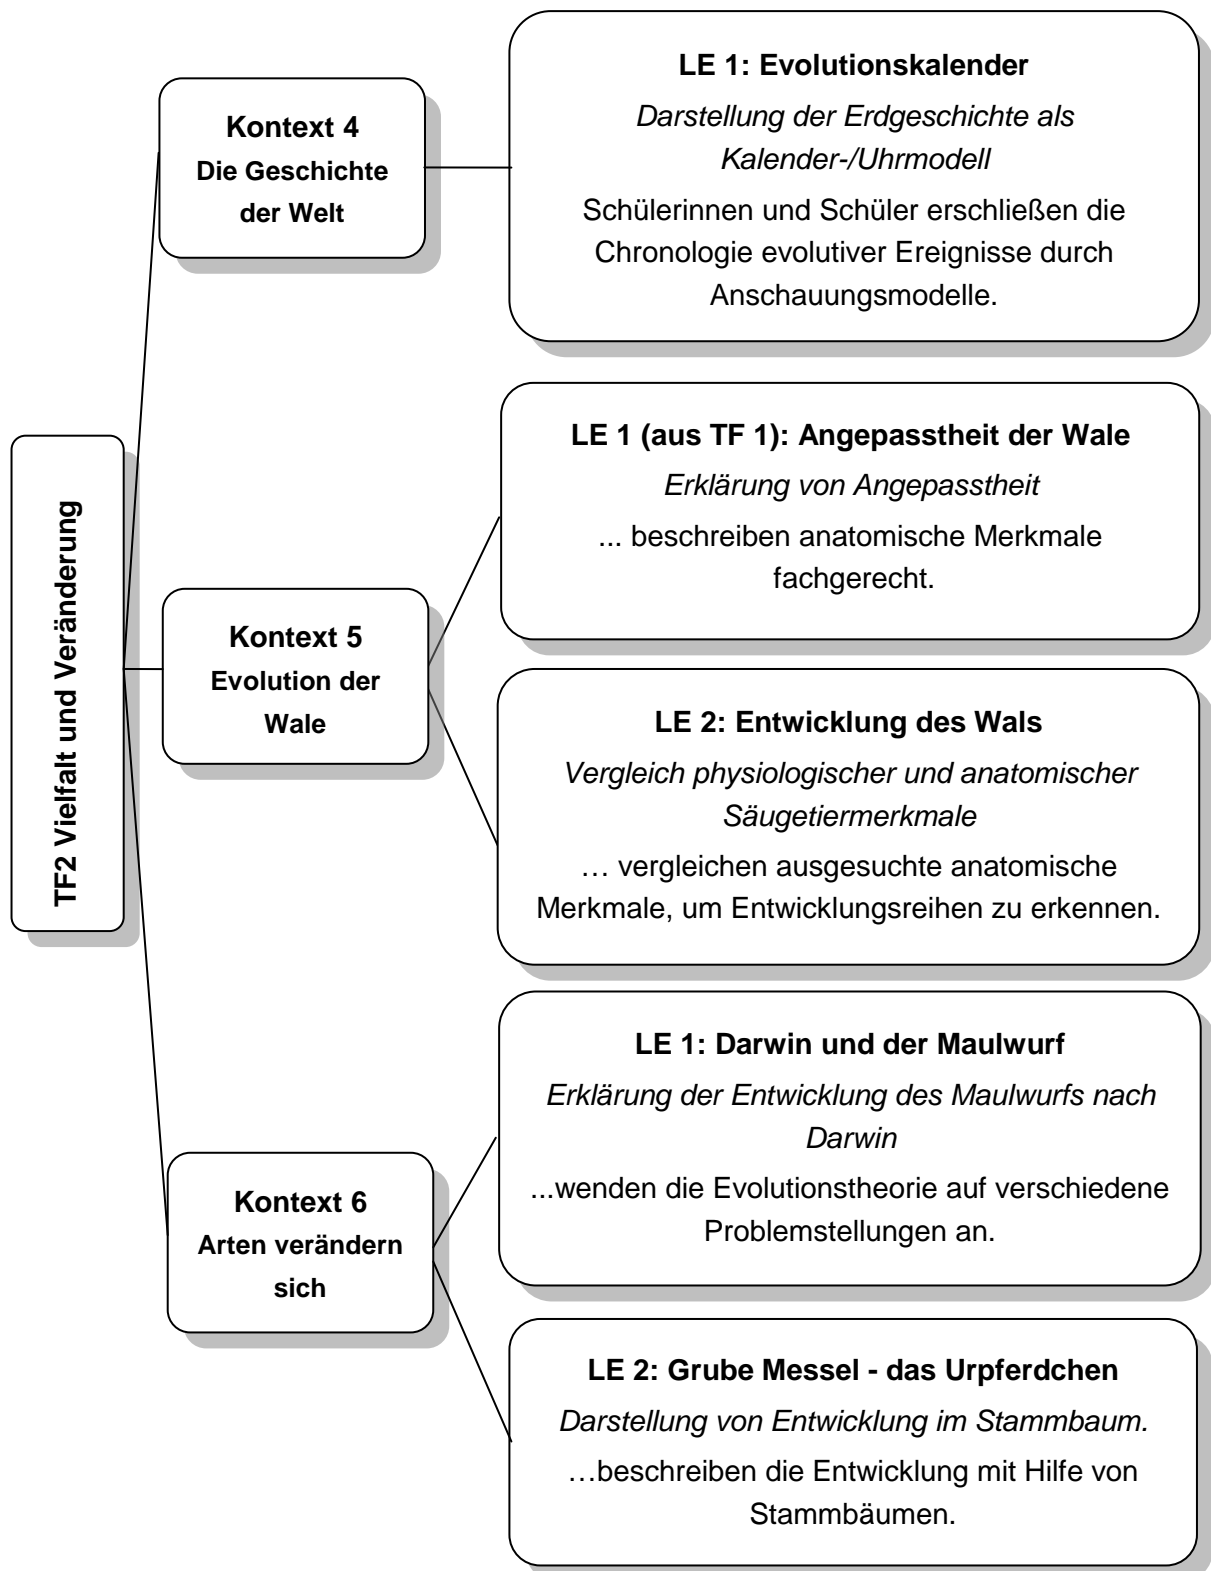 TF2 Vielfalt und Veränderung
Kontext 4
Die Geschichte
der Welt
LE 1: Evolutionskalender
Darstellung der Erdgeschichte als
Kalender-/Uhrmodell
Schülerinnen und Schüler erschließen die
Chronologie evolutiver Ereignisse durch
Anschauungsmodelle.
Kontext 5
Evolution der
Wale
LE 1 (aus TF 1): Angepasstheit der Wale
Erklärung von Angepasstheit
... beschreiben anatomische Merkmale
fachgerecht.
LE 2: Entwicklung des Wals
Vergleich physiologischer und anatomischer
Säugetiermerkmale
… vergleichen ausgesuchte anatomische
Merkmale, um Entwicklungsreihen zu erkennen.
Kontext 6
Arten verändern
sich
LE 1: Darwin und der Maulwurf
Erklärung der Entwicklung des Maulwurfs nach
Darwin
...wenden die Evolutionstheorie auf verschiedene
Problemstellungen an.
LE 2: Grube Messel - das Urpferdchen
Darstellung von Entwicklung im Stammbaum.
…beschreiben die Entwicklung mit Hilfe von
Stammbäumen.